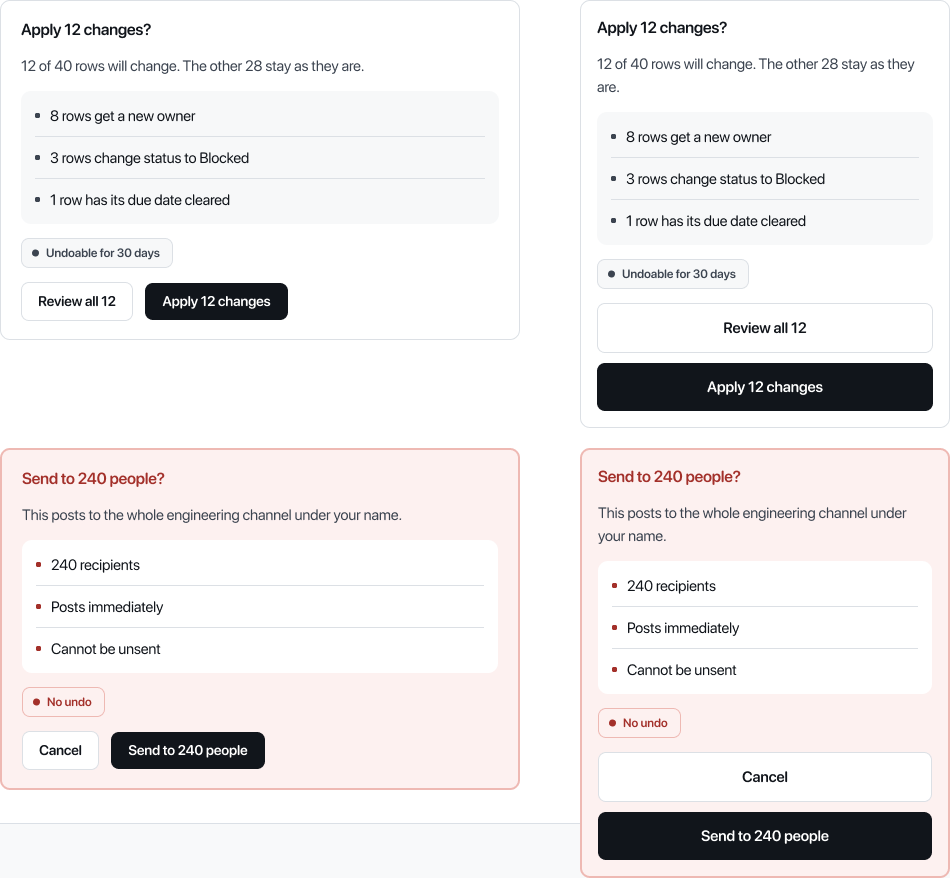 Apply 12 changes?
12 of 40 rows will change. The other 28 stay as they are.
8 rows get a new owner
3 rows change status to Blocked
1 row has its due date cleared
Undoable for 30 days
Review all 12
Apply 12 changes
Apply 12 changes?
12 of 40 rows will change. The other 28 stay as they
are.
8 rows get a new owner
3 rows change status to Blocked
1 row has its due date cleared
Undoable for 30 days
Review all 12
Apply 12 changes
Send to 240 people?
This posts to the whole engineering channel under your name.
240 recipients
Posts immediately
Cannot be unsent
No undo
Cancel
Send to 240 people
Send to 240 people?
This posts to the whole engineering channel under
your name.
240 recipients
Posts immediately
Cannot be unsent
No undo
Cancel
Send to 240 people